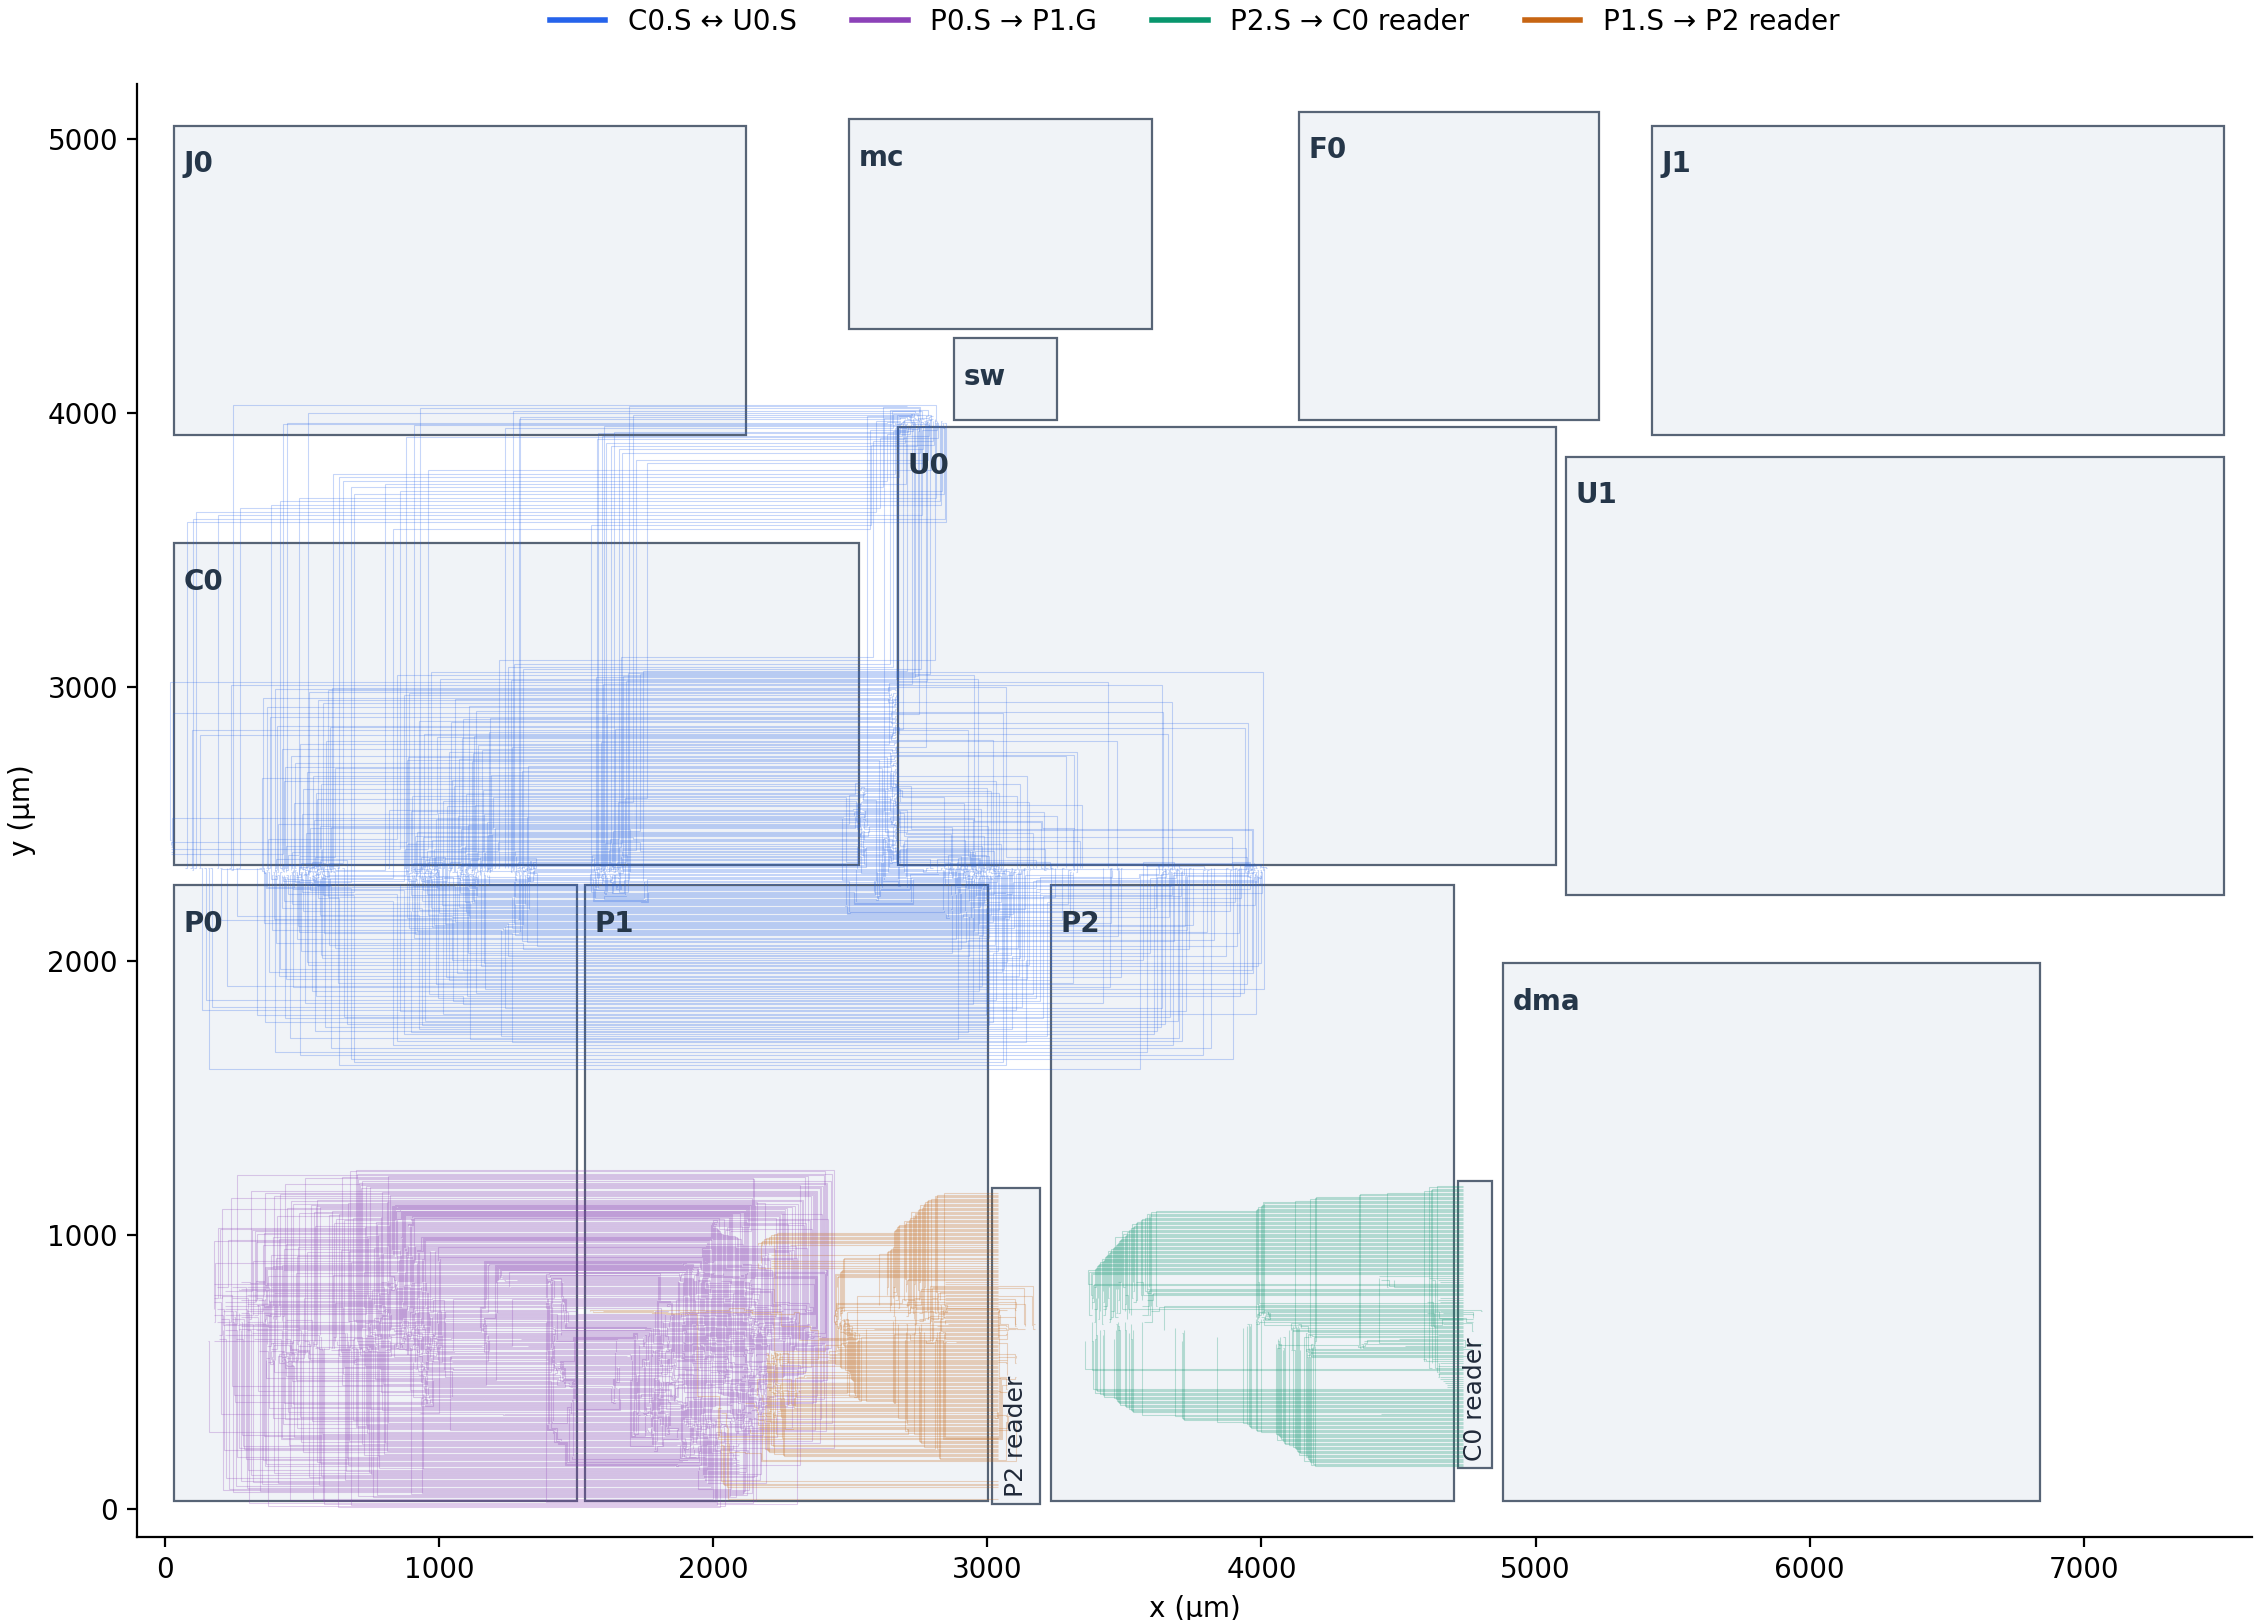 C0.S ↔ U0.S
P0.S → P1.G
P2.S → C0 reader
P1.S → P2 reader
J0
mc
F0
J1
sw
U0
U1
C0
P0
P1
P2
dma
P2 reader
C0 reader
5000
4000
3000
2000
1000
0
y (μm)
0
1000
2000
3000
4000
5000
6000
7000
x (μm)